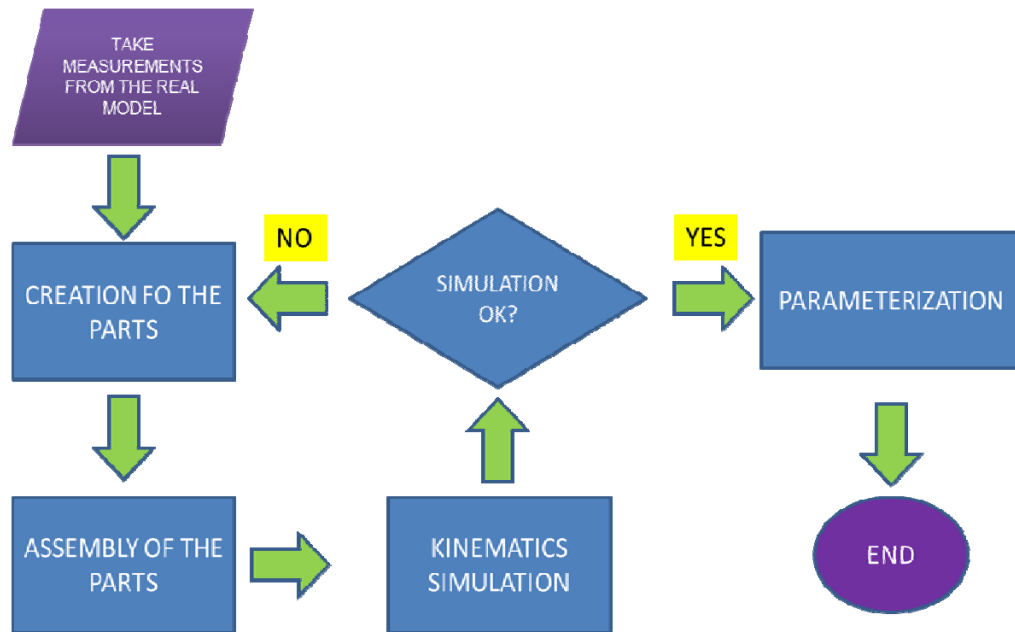 TAKE
MEASUREMENTS
FROM THE REAL
MODEL
NO
YES
CREATION FO THE
PARTS
SIMULATION
OK?
PARAMETERIZATION
ASSEMBLY OF THE
PARTS
KINEMATICS
SIMULATION
END